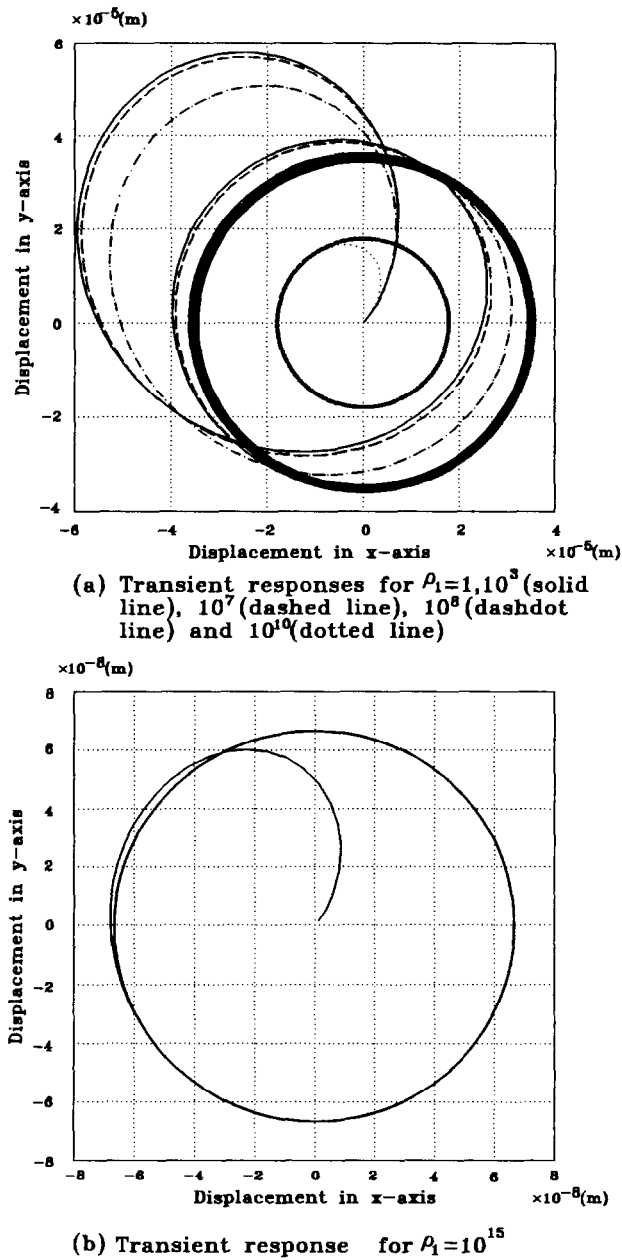 ×10⁻⁵(m)
6
4
2
0
-2
-4
Displacement in y-axis
-6 -4 -2 0 2 4
Displacement in x-axis ×10⁻⁵(m)
(a) Transient responses for ρ₁=1,10³(solid
line), 10⁷(dashed line), 10⁸(dashdot
line) and 10¹⁰(dotted line)
×10⁻⁸(m)
8
6
4
2
0
-2
-4
-6
-8
Displacement in y-axis
-8 -6 -4 -2 0 2 4 6 8
Displacement in x-axis ×10⁻⁸(m)
(b) Transient response for ρ₁=10¹⁵